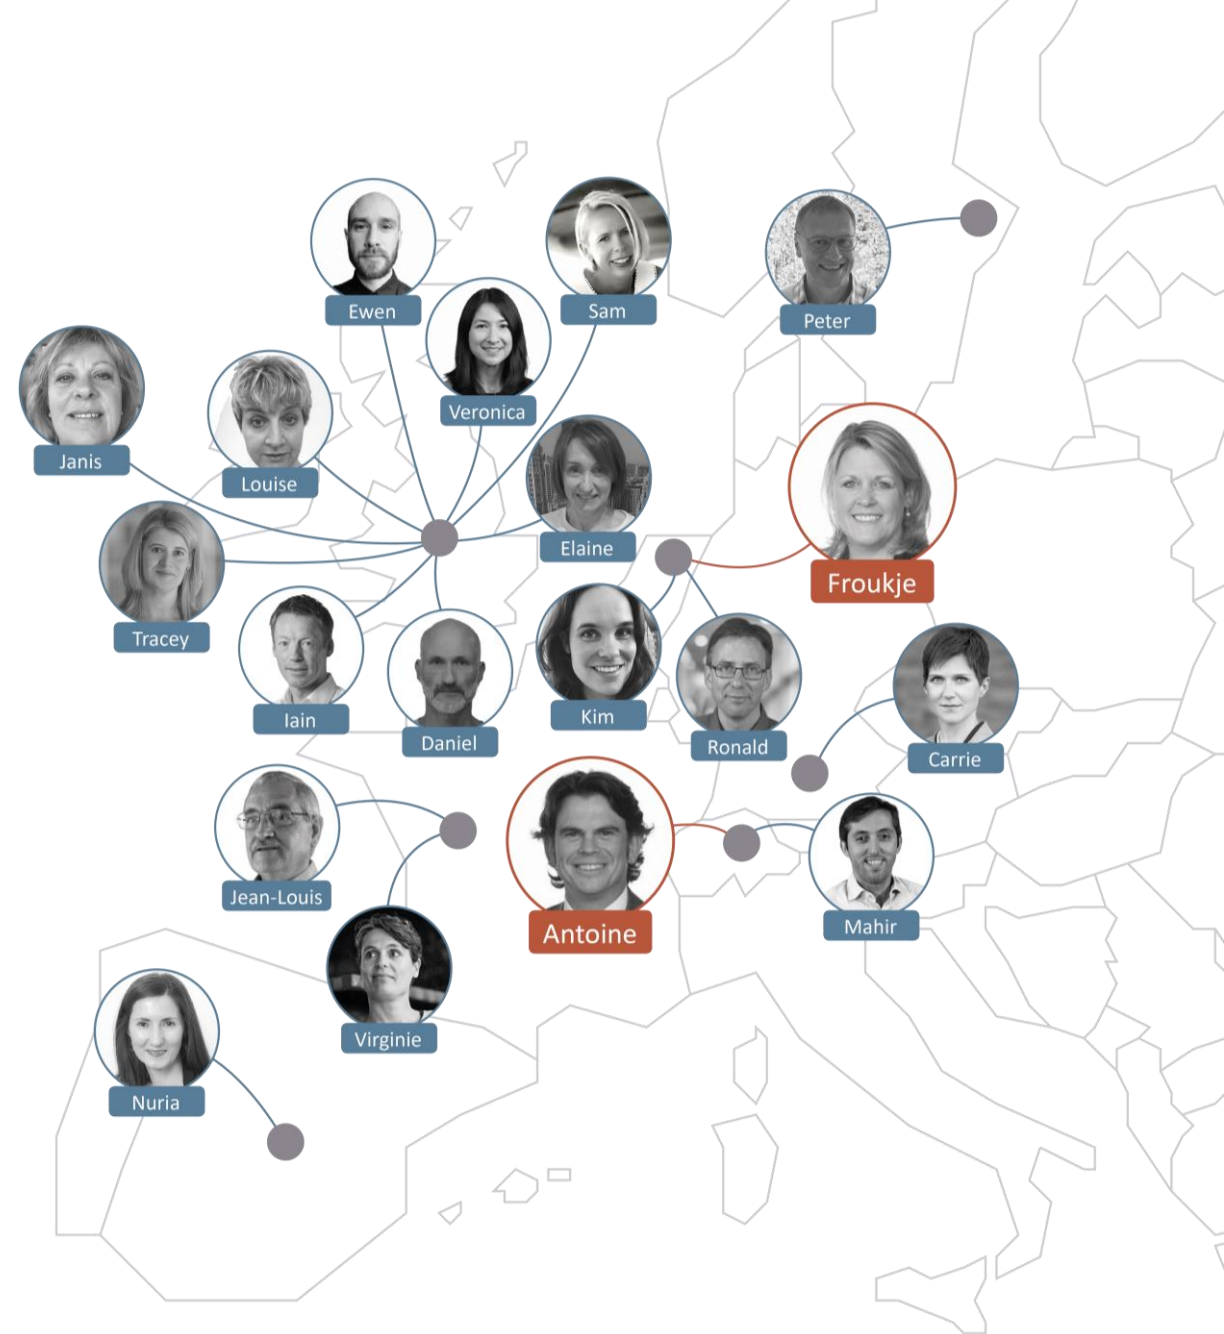 Ewen
Sam
Peter
Veronica
Janis
Louise
Elaine
Froukje
Tracey
Iain
Daniel
Kim
Ronald
Carrie
Jean-Louis
Antoine
Mahir
Virginie
Nuria